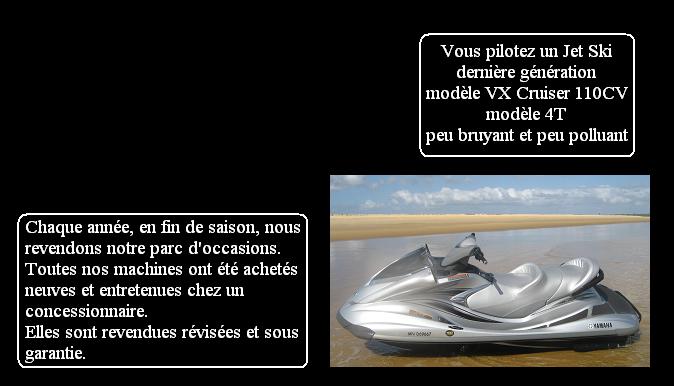 Vous pilotez un Jet Ski
dernière génération
modèle VX Cruiser 110CV
modèle 4T
peu bruyant et peu polluant
Chaque année, en fin de saison, nous
revendons notre parc d'occasions.
Toutes nos machines ont été achetés
neuves et entretenues chez un
concessionnaire.
Elles sont revendues révisées et sous
garantie.
YAMAHA